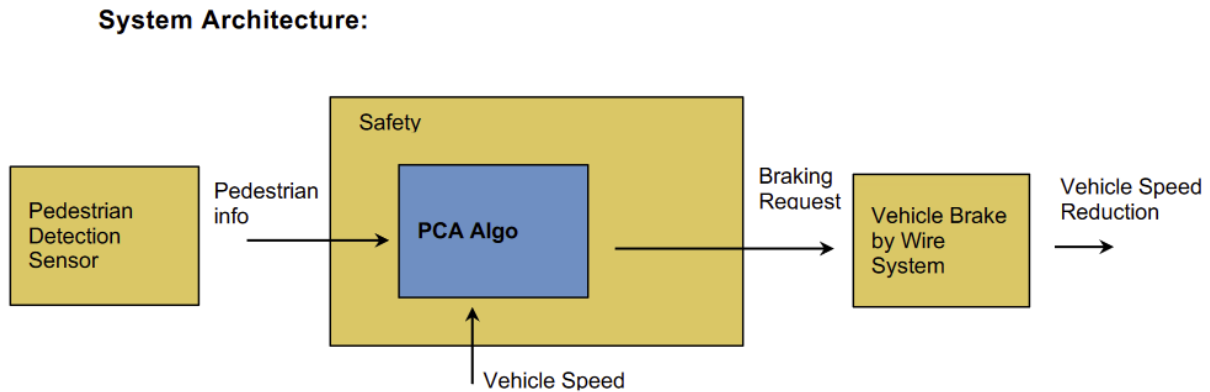 System Architecture:
Safety
Pedestrian
Detection
Sensor
Pedestrian
info
PCA Algo
Braking
Request
Vehicle Brake
by Wire
System
Vehicle Speed
Reduction
Vehicle Speed